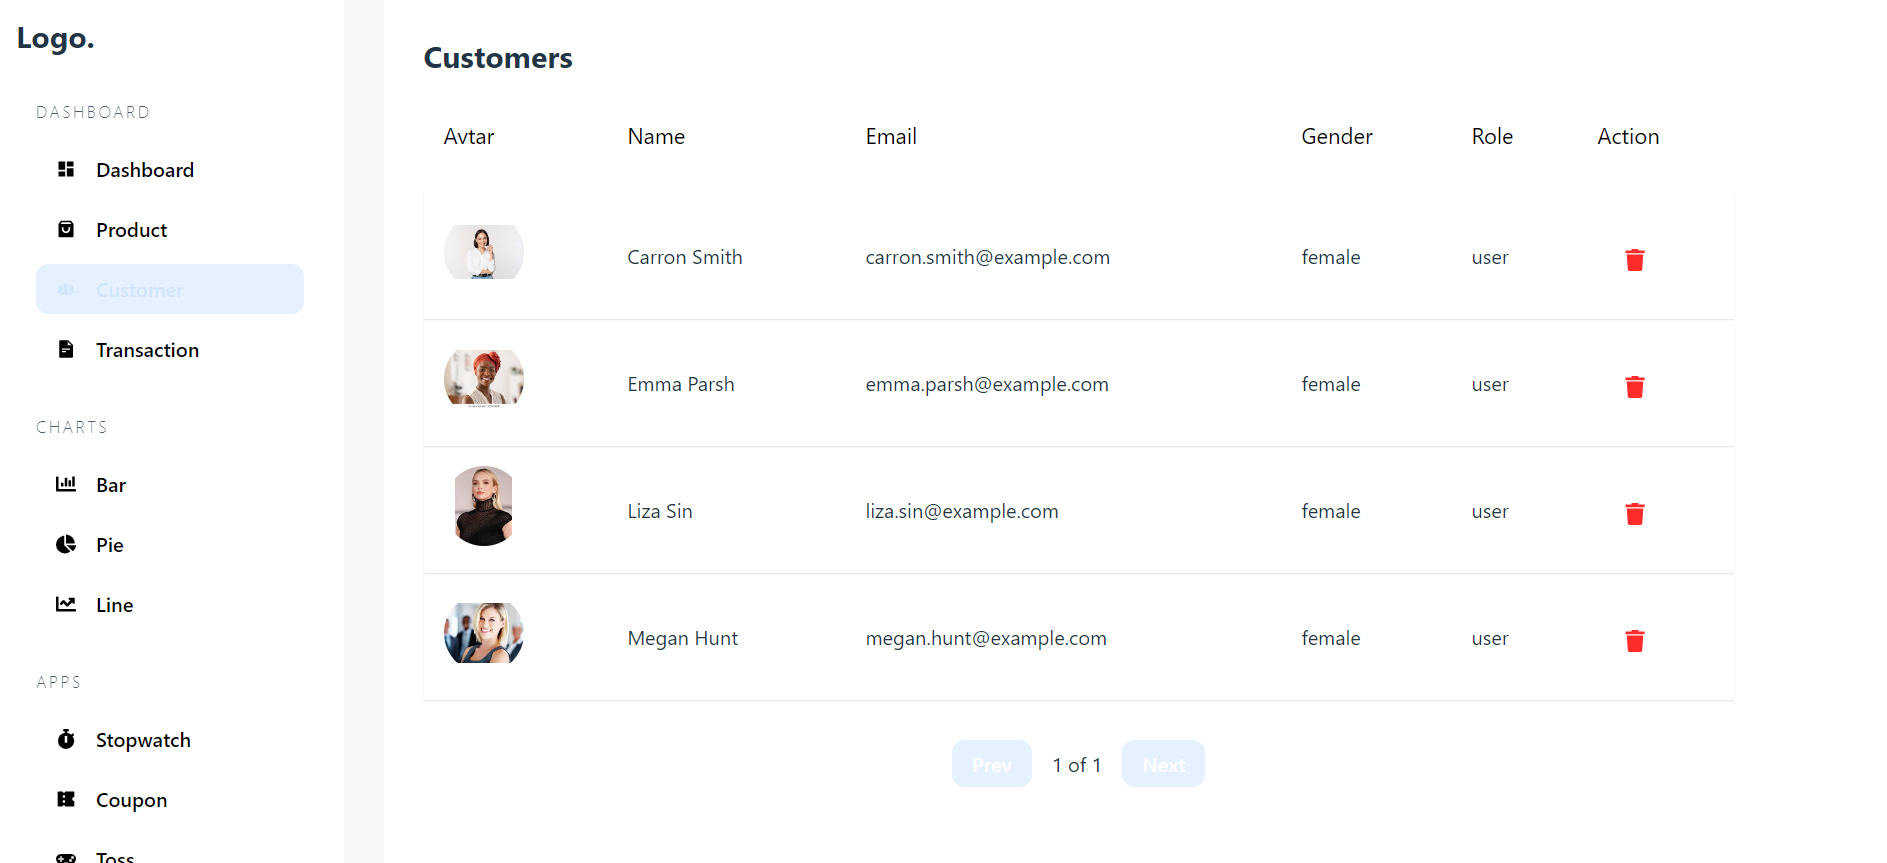 Logo.
DASHBOARD
Dashboard
Product
Customer
Transaction
CHARTS
Bar
Pie
Line
APPS
Stopwatch
Coupon
Toss
Customers
Avtar Name Email Gender Role Action
Carron Smith carron.smith@example.com female user
Emma Parsh emma.parsh@example.com female user
Liza Sin liza.sin@example.com female user
Megan Hunt megan.hunt@example.com female user
Prev 1 of 1 Next